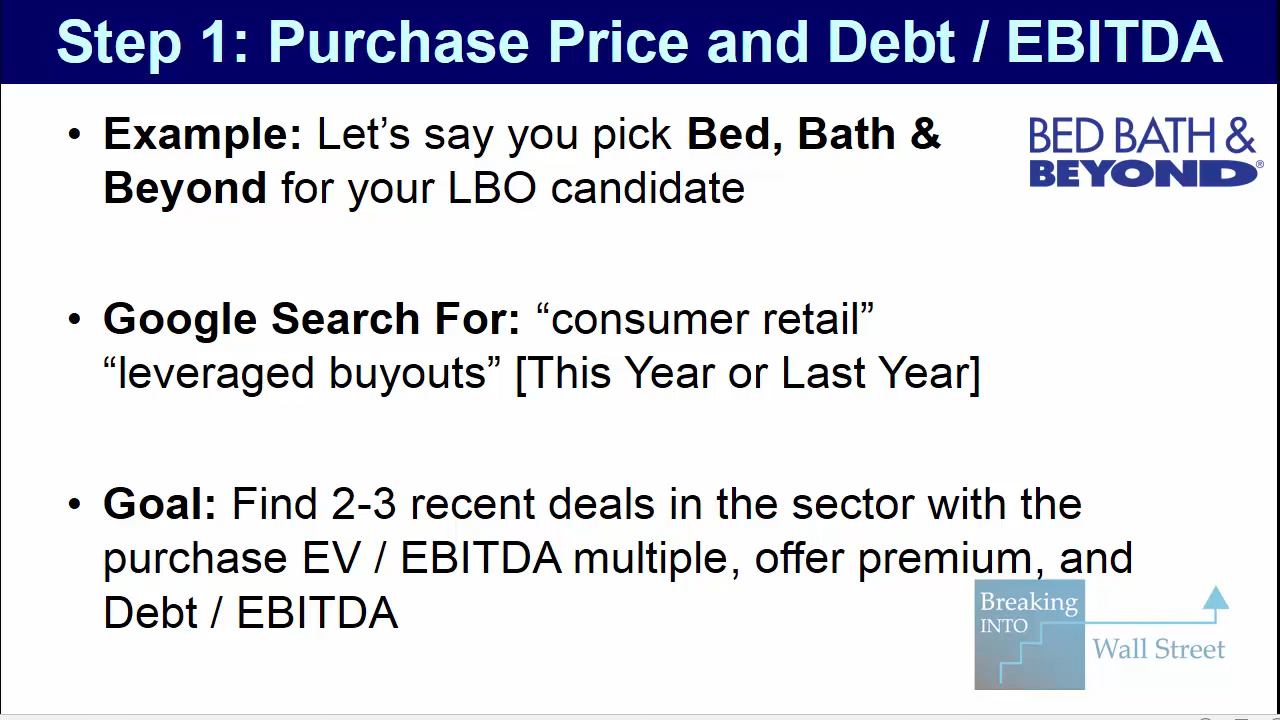 Step 1: Purchase Price and Debt / EBITDA
• Example: Let’s say you pick Bed, Bath &
Beyond for your LBO candidate
BED BATH &
BEYOND®
• Google Search For: “consumer retail”
“leveraged buyouts” [This Year or Last Year]
• Goal: Find 2-3 recent deals in the sector with the
purchase EV / EBITDA multiple, offer premium, and
Debt / EBITDA
Breaking
INTO
Wall Street